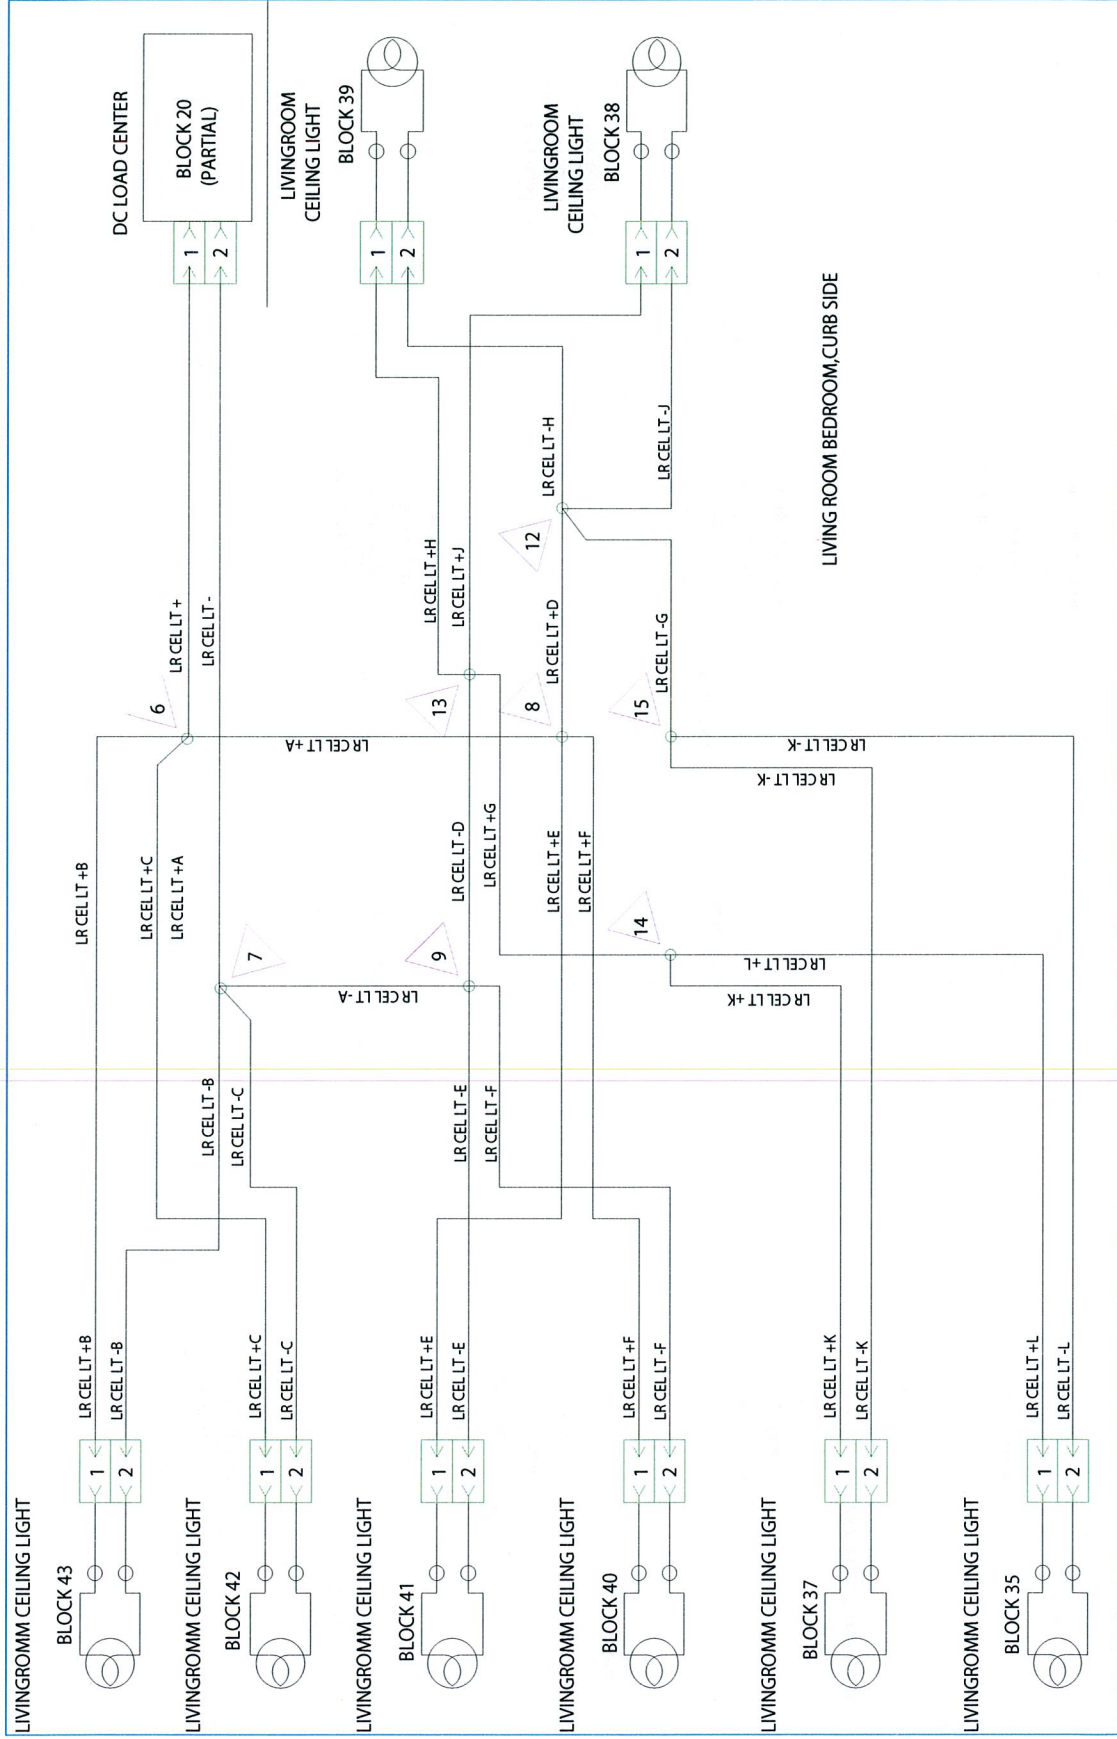 DC LOAD CENTER
BLOCK 20
(PARTIAL)
1
2
LIVINGROOM
CEILING LIGHT
BLOCK 39
1
2
LIVINGROOM
CEILING LIGHT
BLOCK 38
1
2
LIVING ROOM BEDROOM,CURB SIDE
LR CEL LT +
LR CEL LT -
LR CEL LT +H
LR CEL LT +J
LR CEL LT -H
LR CEL LT -J
12
LR CEL LT +D
LR CEL LT -G
6
13
8
15
LR CEL LT +A
LR CEL LT -K
LR CEL LT -K
LR CEL LT +B
LR CEL LT +C
LR CEL LT +A
LR CEL LT -D
LR CEL LT +G
LR CEL LT +E
LR CEL LT +F
7
9
14
LR CEL LT -A
LR CEL LT +L
LR CEL LT +K
LR CEL LT -B
LR CEL LT -C
LR CEL LT -E
LR CEL LT -F
LR CEL LT +B
LR CEL LT -B
LR CEL LT +C
LR CEL LT -C
LR CEL LT +E
LR CEL LT -E
LR CEL LT +F
LR CEL LT -F
LR CEL LT +K
LR CEL LT -K
LR CEL LT +L
LR CEL LT -L
1
2
1
2
1
2
1
2
1
2
1
2
LIVINGROMM CEILING LIGHT
BLOCK 43
LIVINGROMM CEILING LIGHT
BLOCK 42
LIVINGROMM CEILING LIGHT
BLOCK 41
LIVINGROMM CEILING LIGHT
BLOCK 40
LIVINGROMM CEILING LIGHT
BLOCK 37
LIVINGROMM CEILING LIGHT
BLOCK 35